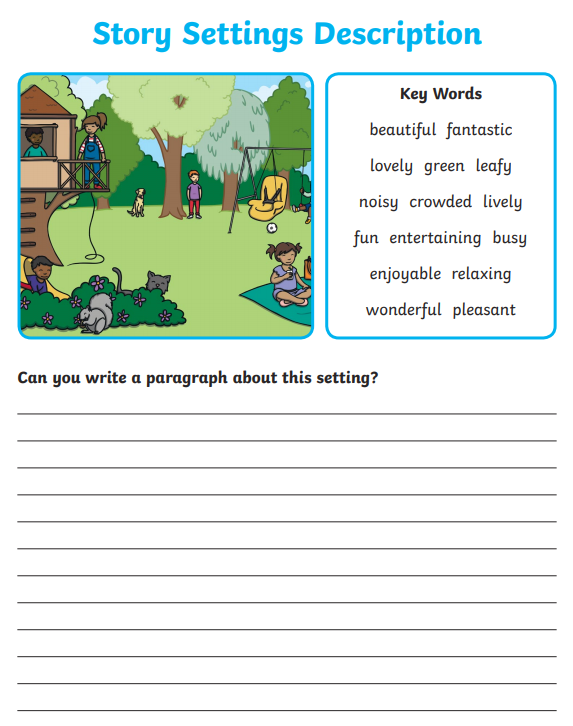 Story Settings Description
Key Words
beautiful fantastic
lovely green leafy
noisy crowded lively
fun entertaining busy
enjoyable relaxing
wonderful pleasant
Can you write a paragraph about this setting?